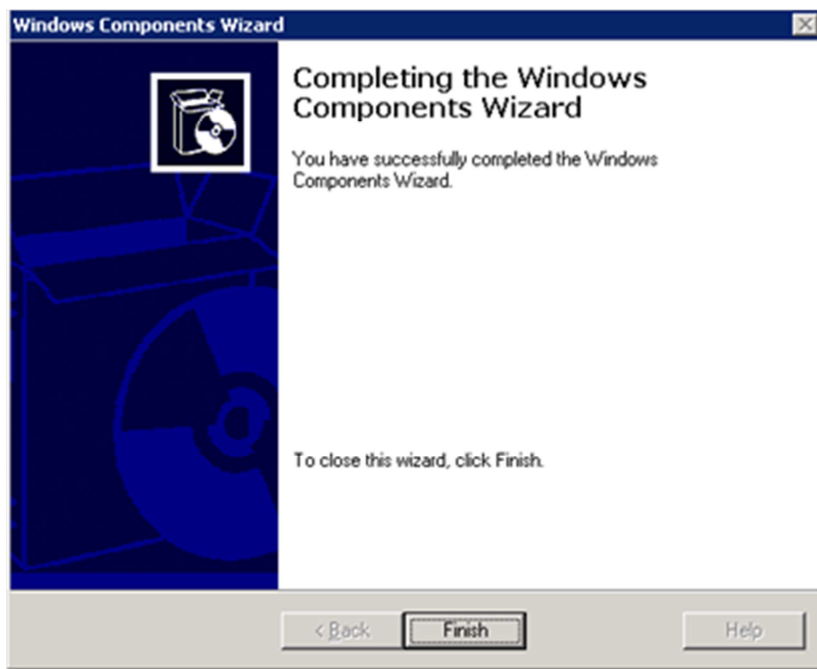 Windows Components Wizard
Completing the Windows
Components Wizard
You have successfully completed the Windows
Components Wizard.
To close this wizard, click Finish.
< Back
Finish
Help